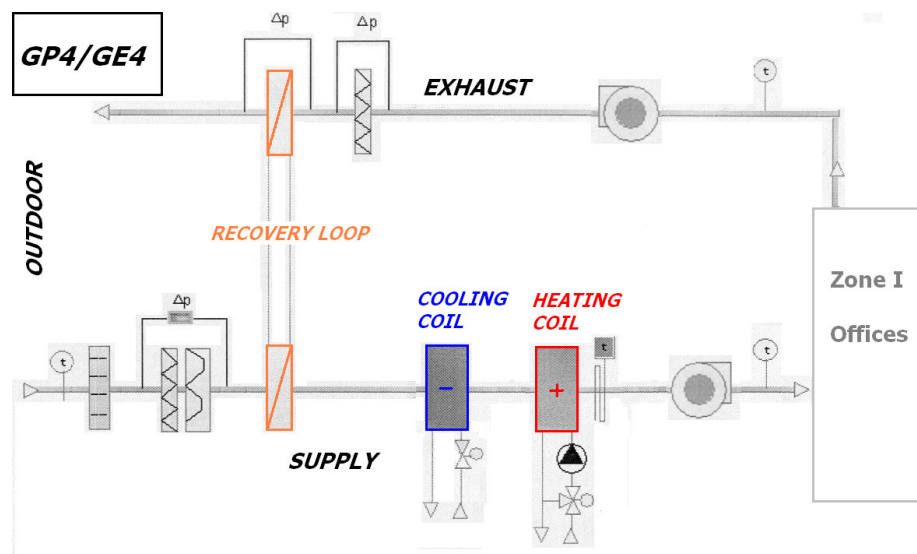 Δp
Δp
GP4/GE4
EXHAUST
t
OUTDOOR
RECOVERY LOOP
Zone I
Offices
Δp
COOLING
COIL
HEATING
COIL
t
t
t
−
+
SUPPLY